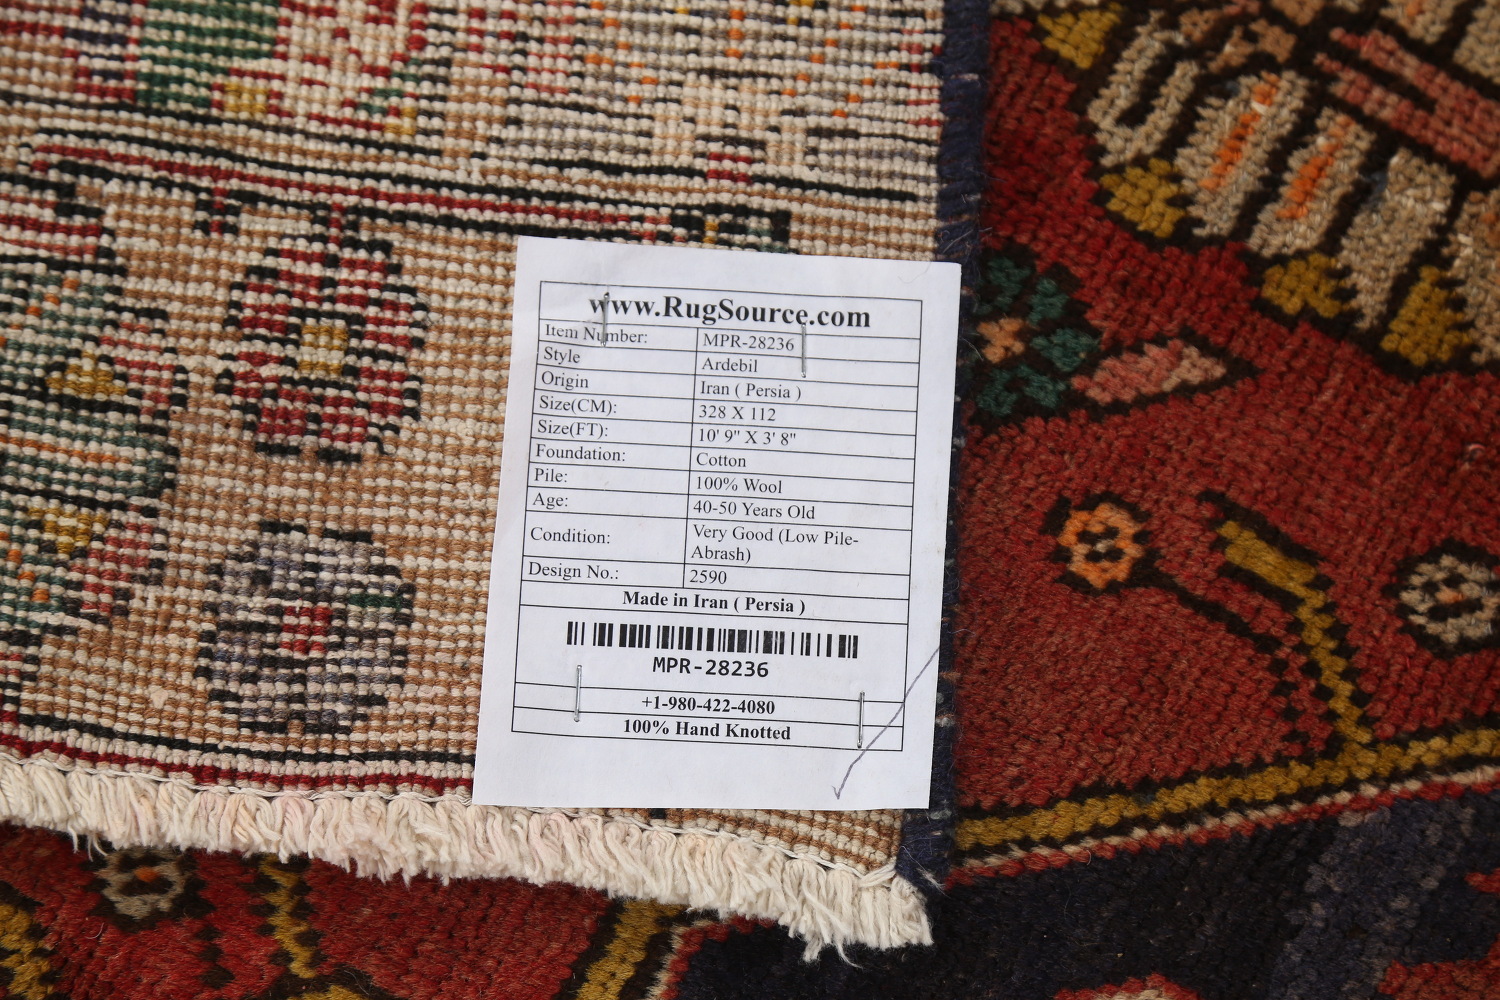 www.RugSource.com
Item Number: MPR-28236
Style Ardebil
Origin Iran ( Persia )
Size(CM): 328 X 112
Size(FT): 10' 9" X 3' 8"
Foundation: Cotton
Pile: 100% Wool
Age: 40-50 Years Old
Condition: Very Good (Low Pile-
Abrash)
Design No.: 2590
Made in Iran ( Persia )
MPR-28236
+1-980-422-4080
100% Hand Knotted